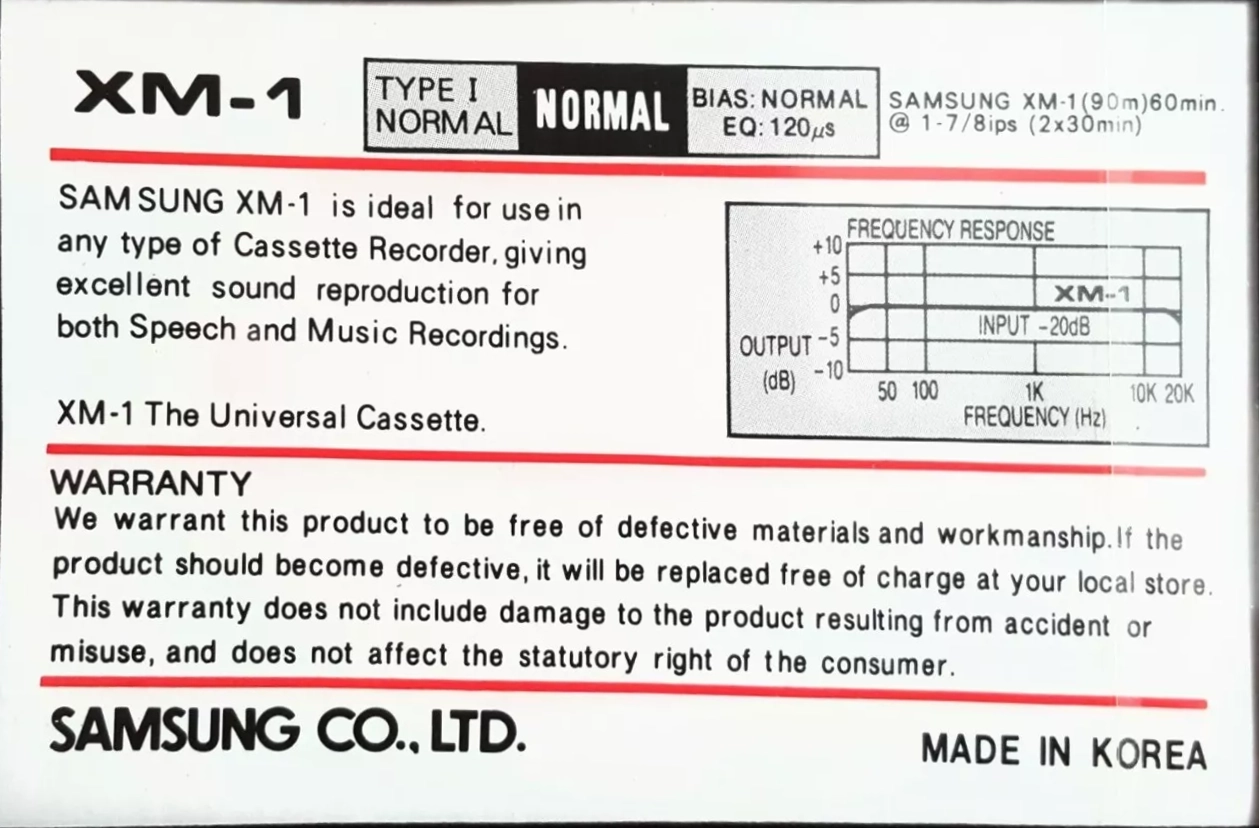 XM-1
TYPE I
NORMAL
NORMAL
BIAS: NORMAL
EQ: 120µs
SAMSUNG XM-1(90m)60min.
@ 1-7/8ips (2x30min)
SAMSUNG XM-1 is ideal for use in
any type of Cassette Recorder, giving
excellent sound reproduction for
both Speech and Music Recordings.
XM-1 The Universal Cassette.
FREQUENCY RESPONSE
+10
+5
0
-5
-10
OUTPUT
(dB)
XM-1
INPUT -20dB
50 100 1K 10K 20K
FREQUENCY (Hz)
WARRANTY
We warrant this product to be free of defective materials and workmanship. If the
product should become defective, it will be replaced free of charge at your local store.
This warranty does not include damage to the product resulting from accident or
misuse, and does not affect the statutory right of the consumer.
SAMSUNG CO., LTD.
MADE IN KOREA